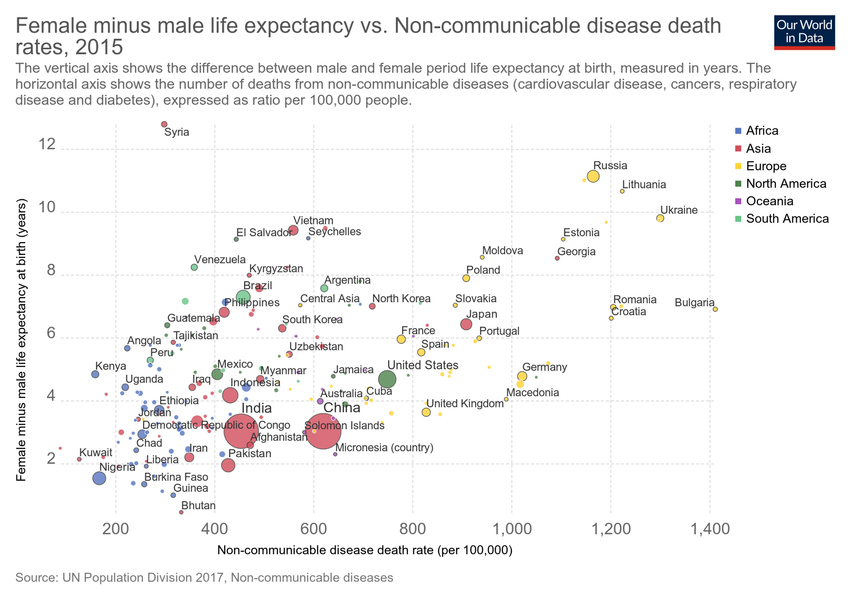 Female minus male life expectancy vs. Non-communicable disease death
rates, 2015
Our World
in Data
The vertical axis shows the difference between male and female period life expectancy at birth, measured in years. The
horizontal axis shows the number of deaths from non-communicable diseases (cardiovascular disease, cancers, respiratory
disease and diabetes), expressed as ratio per 100,000 people.
Africa
Asia
Europe
North America
Oceania
South America
Female minus male life expectancy at birth (years)
12
10
8
6
4
2
Syria
Russia
Lithuania
Ukraine
Vietnam
El Salvador
Seychelles
Estonia
Georgia
Moldova
Venezuela
Kyrgyzstan
Poland
Brazil
Argentina
Philippines
Central Asia
North Korea
Slovakia
Romania
Bulgaria
Croatia
Guatemala
South Korea
Japan
Angola
Tajikistan
France
Portugal
Peru
Uzbekistan
Spain
Kenya
Mexico
Myanmar
Jamaica
United States
Germany
Uganda
Iraq
Indonesia
Australia
Cuba
Macedonia
Ethiopia
India
China
United Kingdom
Jordan
Democratic Republic of Congo
Solomon Islands
Afghanistan
Chad
Iran
Micronesia (country)
Kuwait
Liberia
Pakistan
Nigeria
Burkina Faso
Guinea
Bhutan
200
400
600
800
1,000
1,200
1,400
Non-communicable disease death rate (per 100,000)
Source: UN Population Division 2017, Non-communicable diseases